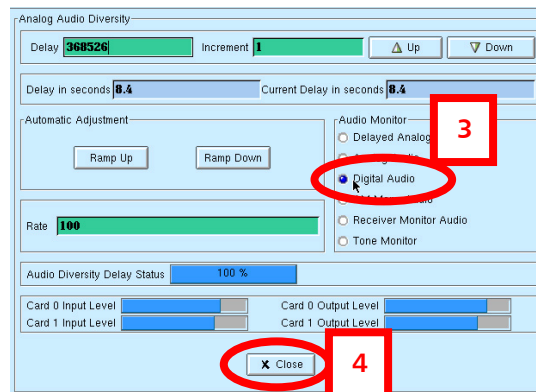 Analog Audio Diversity
Delay 368526 Increment 1 Up Down
Delay in seconds 8.4 Current Delay in seconds 8.4
Automatic Adjustment
Ramp Up Ramp Down
Rate 100
Audio Monitor
Delayed Analog
3
Digital Audio
Receiver Monitor Audio
Tone Monitor
Audio Diversity Delay Status 100 %
Card 0 Input Level Card 0 Output Level
Card 1 Input Level Card 1 Output Level
X Close
4